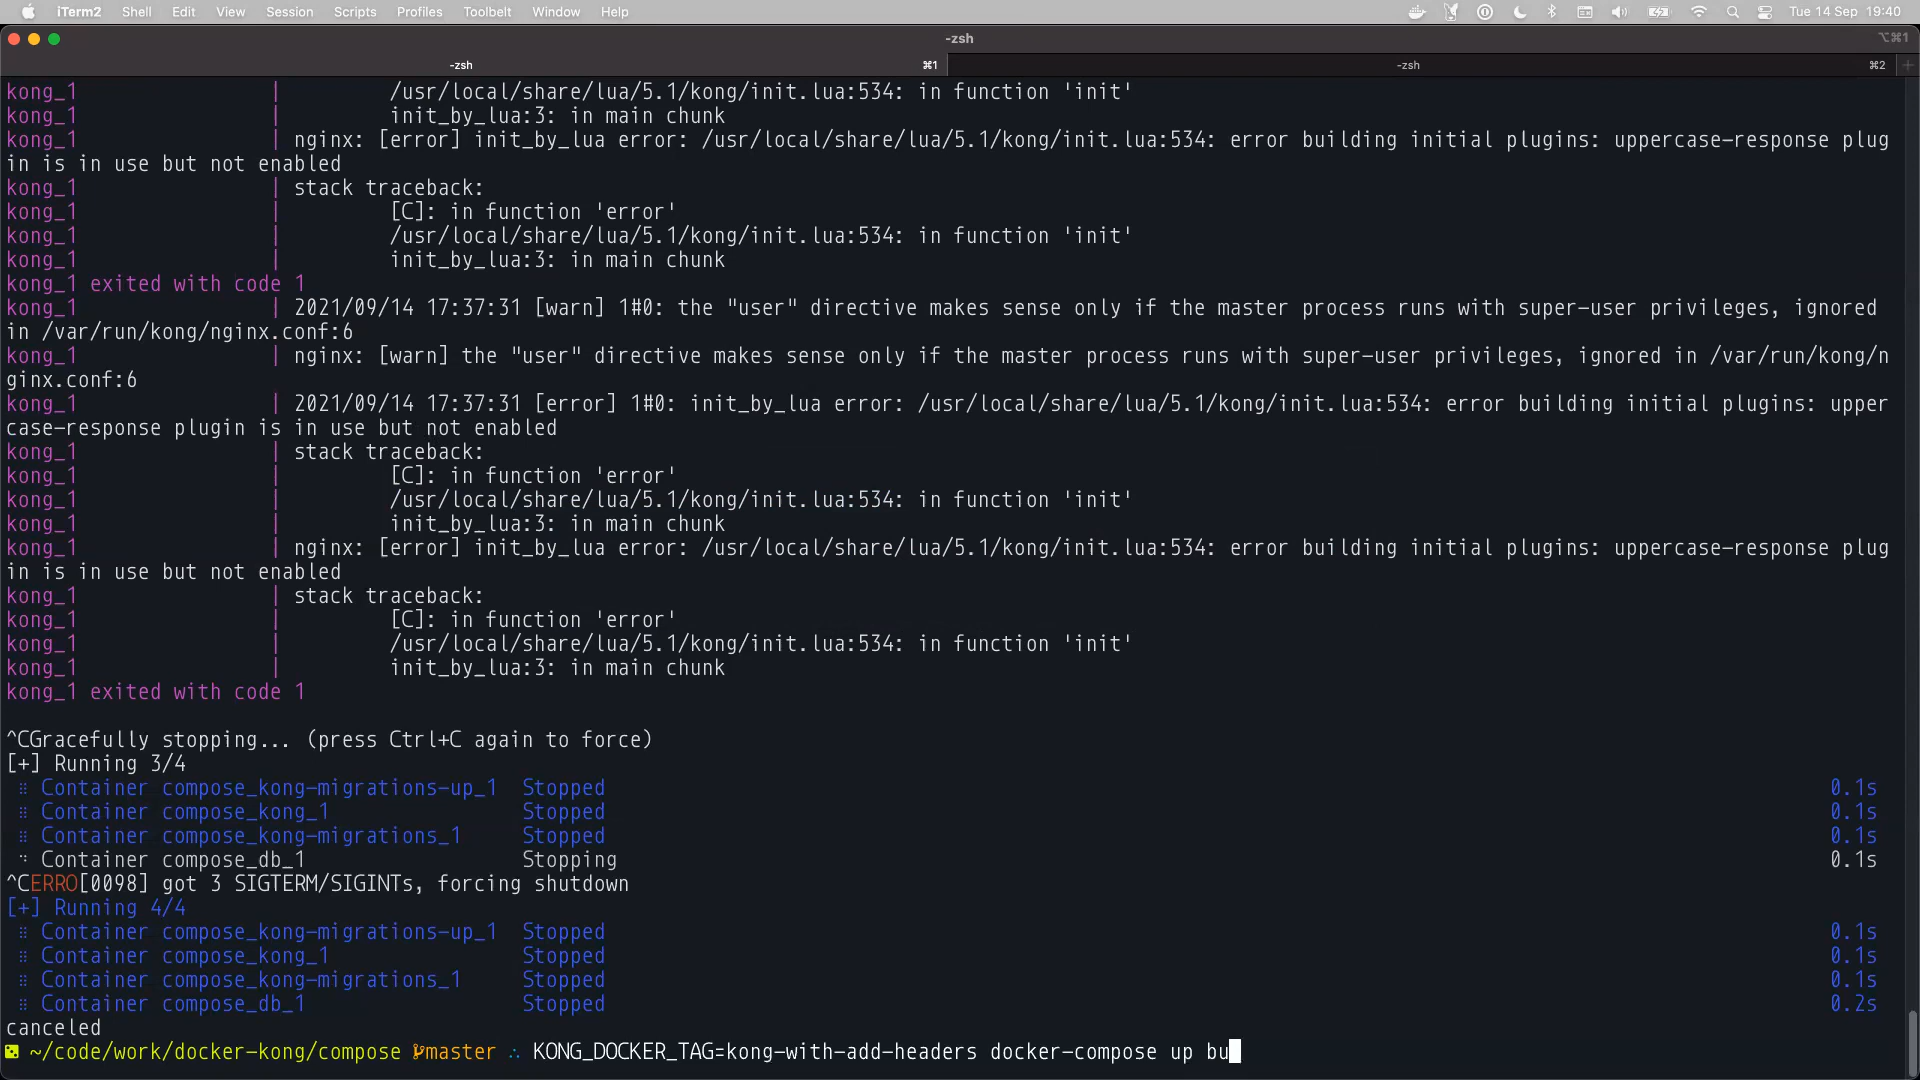 iTerm2 Shell Edit View Session Scripts Profiles Toolbelt Window Help Tue 14 Sep 19:40
-zsh ⌥⌘1
-zsh ⌘1 -zsh ⌘2 +
kong_1 | /usr/local/share/lua/5.1/kong/init.lua:534: in function 'init'
kong_1 | init_by_lua:3: in main chunk
kong_1 | nginx: [error] init_by_lua error: /usr/local/share/lua/5.1/kong/init.lua:534: error building initial plugins: uppercase-response plug
in is in use but not enabled
kong_1 | stack traceback:
kong_1 | [C]: in function 'error'
kong_1 | /usr/local/share/lua/5.1/kong/init.lua:534: in function 'init'
kong_1 | init_by_lua:3: in main chunk
kong_1 exited with code 1
kong_1 | 2021/09/14 17:37:31 [warn] 1#0: the "user" directive makes sense only if the master process runs with super-user privileges, ignored
in /var/run/kong/nginx.conf:6
kong_1 | nginx: [warn] the "user" directive makes sense only if the master process runs with super-user privileges, ignored in /var/run/kong/n
ginx.conf:6
kong_1 | 2021/09/14 17:37:31 [error] 1#0: init_by_lua error: /usr/local/share/lua/5.1/kong/init.lua:534: error building initial plugins: upper
case-response plugin is in use but not enabled
kong_1 | stack traceback:
kong_1 | [C]: in function 'error'
kong_1 | /usr/local/share/lua/5.1/kong/init.lua:534: in function 'init'
kong_1 | init_by_lua:3: in main chunk
kong_1 | nginx: [error] init_by_lua error: /usr/local/share/lua/5.1/kong/init.lua:534: error building initial plugins: uppercase-response plug
in is in use but not enabled
kong_1 | stack traceback:
kong_1 | [C]: in function 'error'
kong_1 | /usr/local/share/lua/5.1/kong/init.lua:534: in function 'init'
kong_1 | init_by_lua:3: in main chunk
kong_1 exited with code 1
^CGracefully stopping... (press Ctrl+C again to force)
[+] Running 3/4
⠿ Container compose_kong-migrations-up_1 Stopped 0.1s
⠿ Container compose_kong_1 Stopped 0.1s
⠿ Container compose_kong-migrations_1 Stopped 0.1s
⠙ Container compose_db_1 Stopping 0.1s
^CERRO[0098] got 3 SIGTERM/SIGINTs, forcing shutdown
[+] Running 4/4
⠿ Container compose_kong-migrations-up_1 Stopped 0.1s
⠿ Container compose_kong_1 Stopped 0.1s
⠿ Container compose_kong-migrations_1 Stopped 0.1s
⠿ Container compose_db_1 Stopped 0.2s
canceled
~/code/work/docker-kong/compose master ∴ KONG_DOCKER_TAG=kong-with-add-headers docker-compose up bu